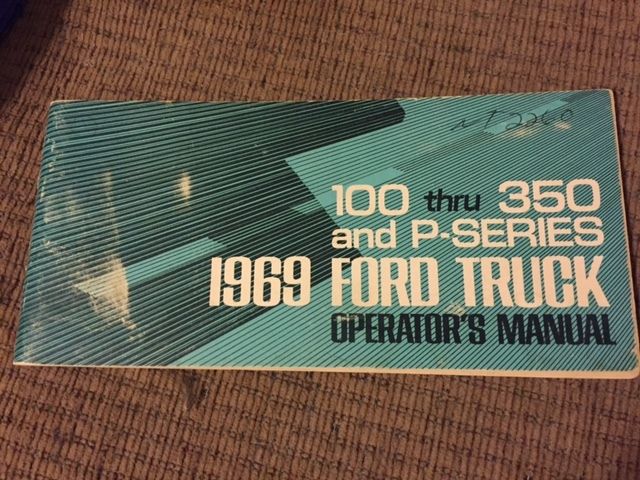 100 thru 350
and P-SERIES
1969 FORD TRUCK
OPERATOR'S MANUAL